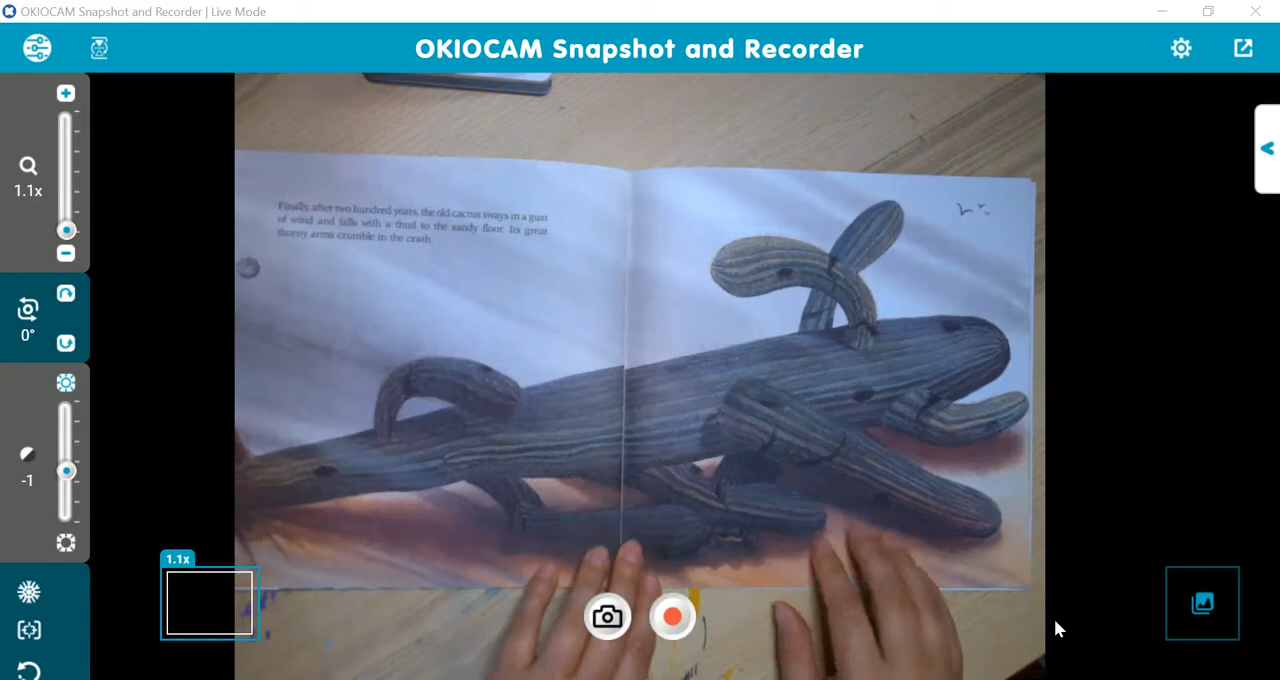 OKIOCAM Snapshot and Recorder | Live Mode
OKIOCAM Snapshot and Recorder
1.1x
0°
-1
Finally, after two hundred years, the old cactus sways in a gust
of wind and falls with a thud to the sandy floor. Its great
thorny arms crumble in the crash.
1.1x